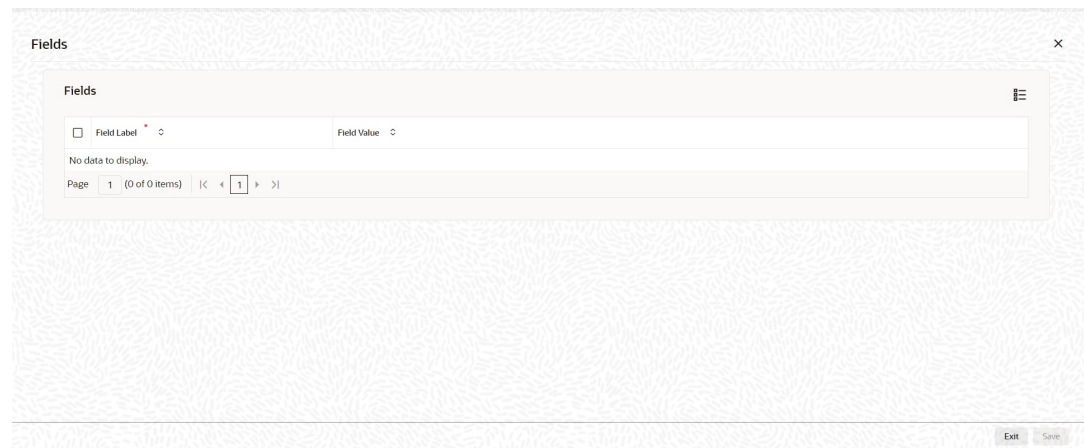 Fields
Fields
Field Label * Field Value
No data to display.
Page 1 (0 of 0 items) 1
Exit Save